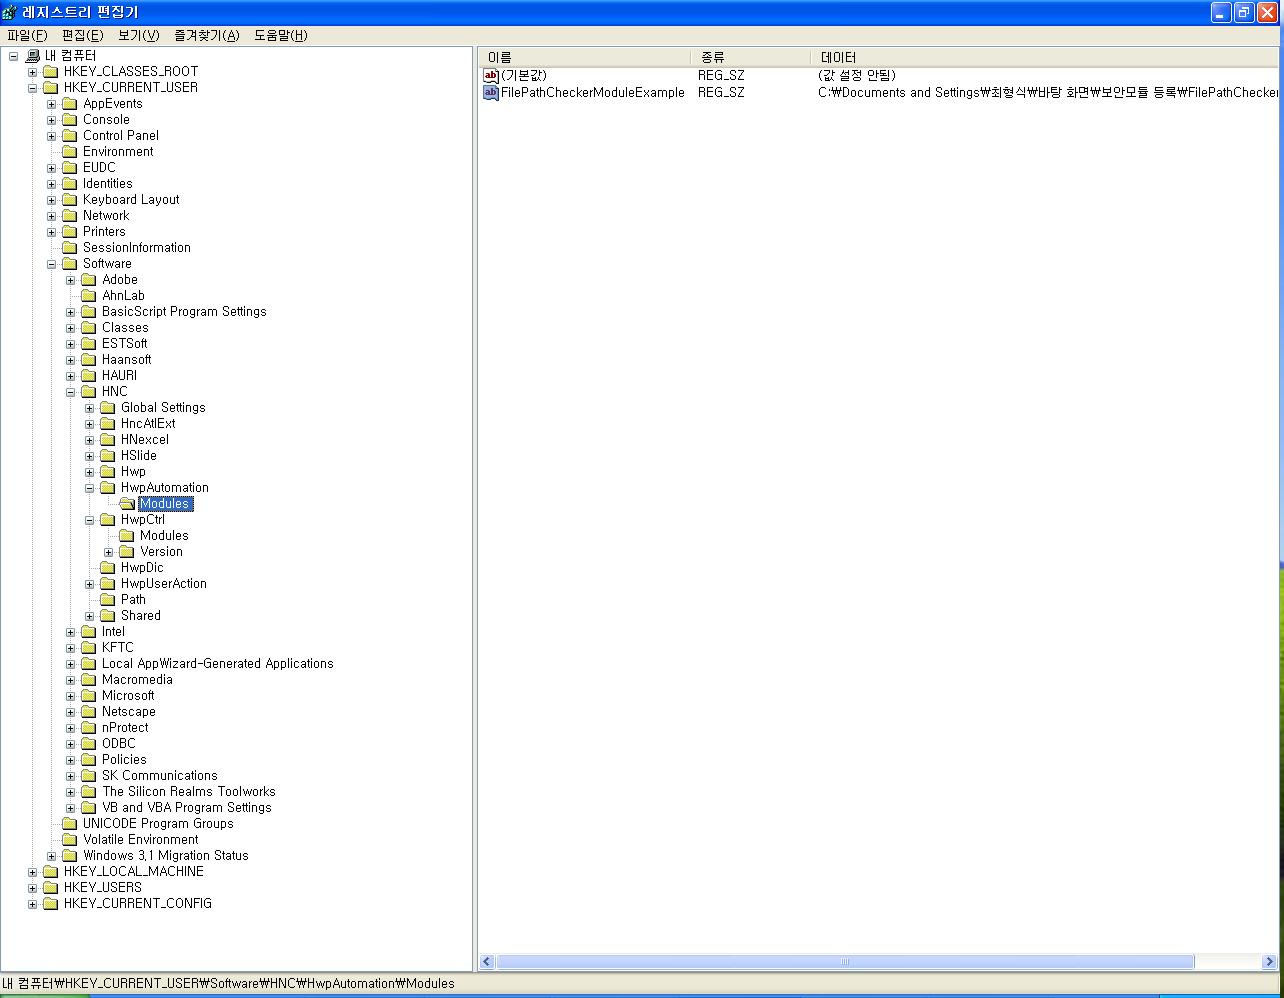 레지스트리 편집기
파일(F) 편집(E) 보기(V) 즐겨찾기(A) 도움말(H)
내 컴퓨터
HKEY_CLASSES_ROOT
HKEY_CURRENT_USER
AppEvents
Console
Control Panel
Environment
EUDC
Identities
Keyboard Layout
Network
Printers
SessionInformation
Software
Adobe
AhnLab
BasicScript Program Settings
Classes
ESTSoft
Haansoft
HAURI
HNC
Global Settings
HncAtlExt
HNexcel
HSlide
Hwp
HwpAutomation
Modules
HwpCtrl
Modules
Version
HwpDic
HwpUserAction
Path
Shared
Intel
KFTC
Local AppWizard-Generated Applications
Macromedia
Microsoft
Netscape
nProtect
ODBC
Policies
SK Communications
The Silicon Realms Toolworks
VB and VBA Program Settings
UNICODE Program Groups
Volatile Environment
Windows 3.1 Migration Status
HKEY_LOCAL_MACHINE
HKEY_USERS
HKEY_CURRENT_CONFIG
이름 종류 데이터
(기본값) REG_SZ (값 설정 안됨)
FilePathCheckerModuleExample REG_SZ C:₩Documents and Settings₩최형식₩바탕 화면₩보안모듈 등록₩FilePathChecker
내 컴퓨터₩HKEY_CURRENT_USER₩Software₩HNC₩HwpAutomation₩Modules